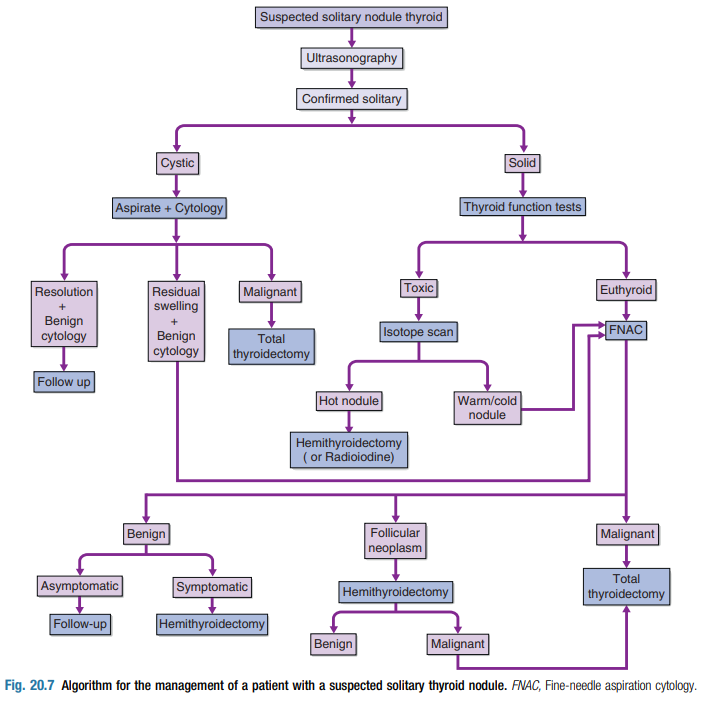 Suspected solitary nodule thyroid
Ultrasonography
Confirmed solitary
Cystic
Solid
Aspirate + Cytology
Thyroid function tests
Resolution
+
Benign
cytology
Residual
swelling
+
Benign
cytology
Malignant
Toxic
Euthyroid
Total
thyroidectomy
Isotope scan
FNAC
Follow up
Hot nodule
Warm/cold
nodule
Hemithyroidectomy
( or Radioiodine)
Benign
Follicular
neoplasm
Malignant
Asymptomatic
Symptomatic
Hemithyroidectomy
Total
thyroidectomy
Follow-up
Hemithyroidectomy
Benign
Malignant
Fig. 20.7 Algorithm for the management of a patient with a suspected solitary thyroid nodule. FNAC, Fine-needle aspiration cytology.